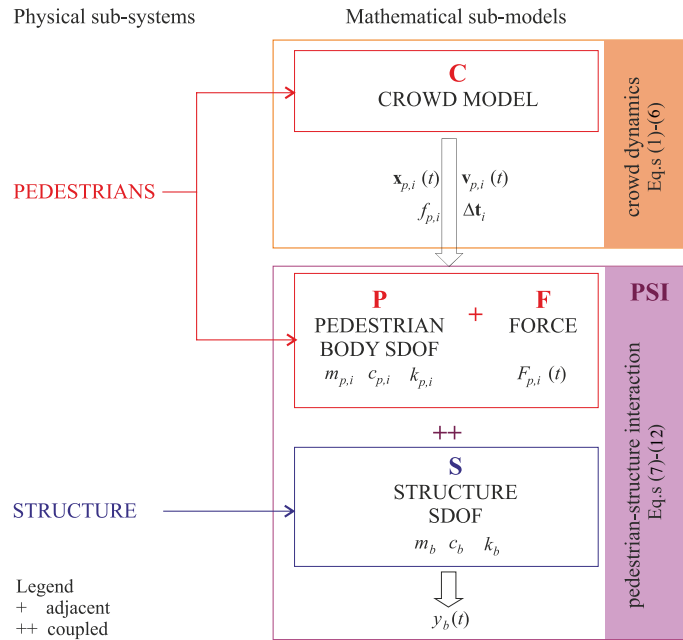 Physical sub-systems
Mathematical sub-models
C
CROWD MODEL
x_{p,i} (t) v_{p,i} (t)
f_{p,i} Δt_i
crowd dynamics
Eq.s (1)-(6)
PEDESTRIANS
P + F
PEDESTRIAN FORCE
BODY SDOF
m_{p,i} c_{p,i} k_{p,i} F_{p,i} (t)
++
PSI
pedestrian-structure interaction
Eq.s (7)-(12)
STRUCTURE
S
STRUCTURE
SDOF
m_b c_b k_b
y_b(t)
Legend
+ adjacent
++ coupled